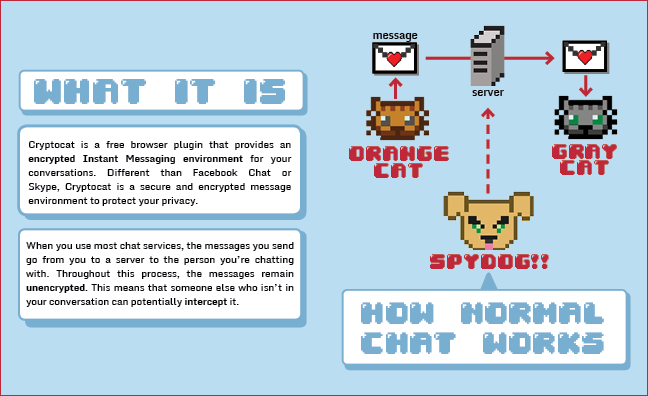 WHAT IT IS
Cryptocat is a free browser plugin that provides an
encrypted Instant Messaging environment for your
conversations. Different than Facebook Chat or
Skype, Cryptocat is a secure and encrypted message
environment to protect your privacy.
When you use most chat services, the messages you send
go from you to a server to the person you're chatting
with. Throughout this process, the messages remain
unencrypted. This means that someone else who isn't in
your conversation can potentially intercept it.
message
server
ORANGE
CAT
GRAY
CAT
SPYDOG!!
HOW NORMAL
CHAT WORKS